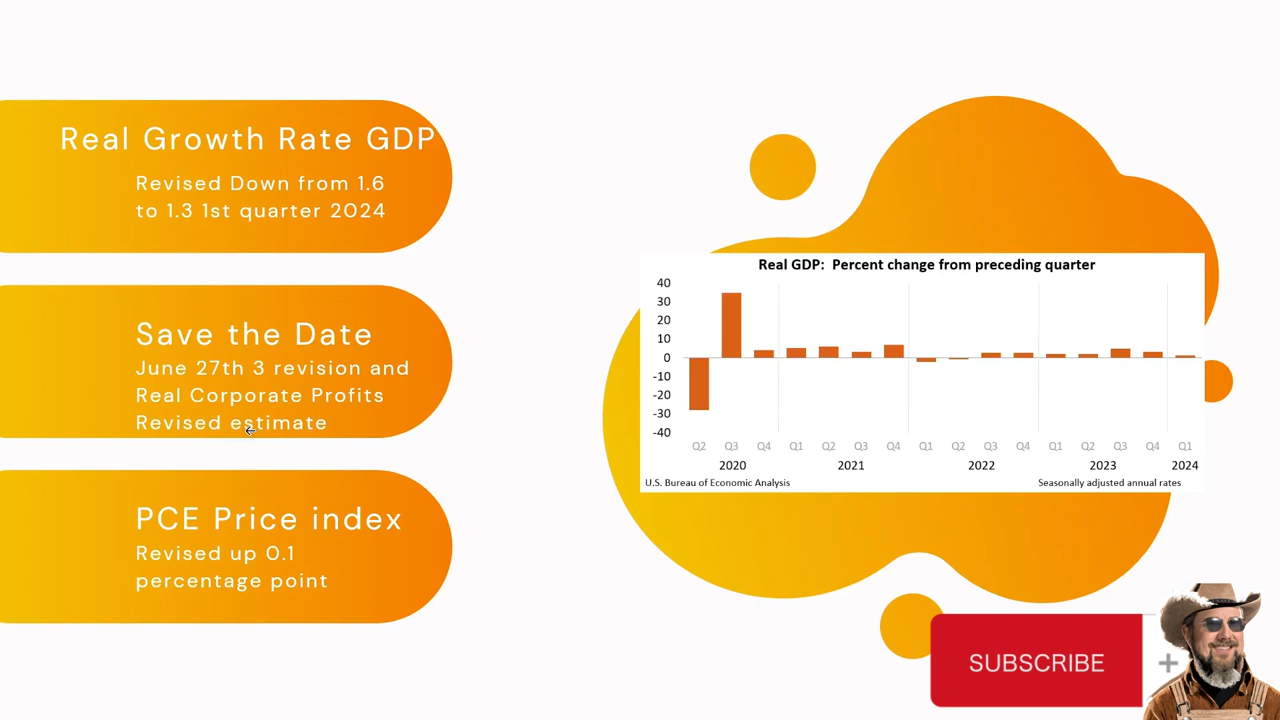 Real Growth Rate GDP
Revised Down from 1.6
to 1.3 1st quarter 2024
Save the Date
June 27th 3 revision and
Real Corporate Profits
Revised estimate
PCE Price index
Revised up 0.1
percentage point
Real GDP: Percent change from preceding quarter
40
30
20
10
0
-10
-20
-30
-40
Q2 Q3 Q4 Q1 Q2 Q3 Q4 Q1 Q2 Q3 Q4 Q1 Q2 Q3 Q4 Q1
2020 2021 2022 2023 2024
U.S. Bureau of Economic Analysis Seasonally adjusted annual rates
SUBSCRIBE +